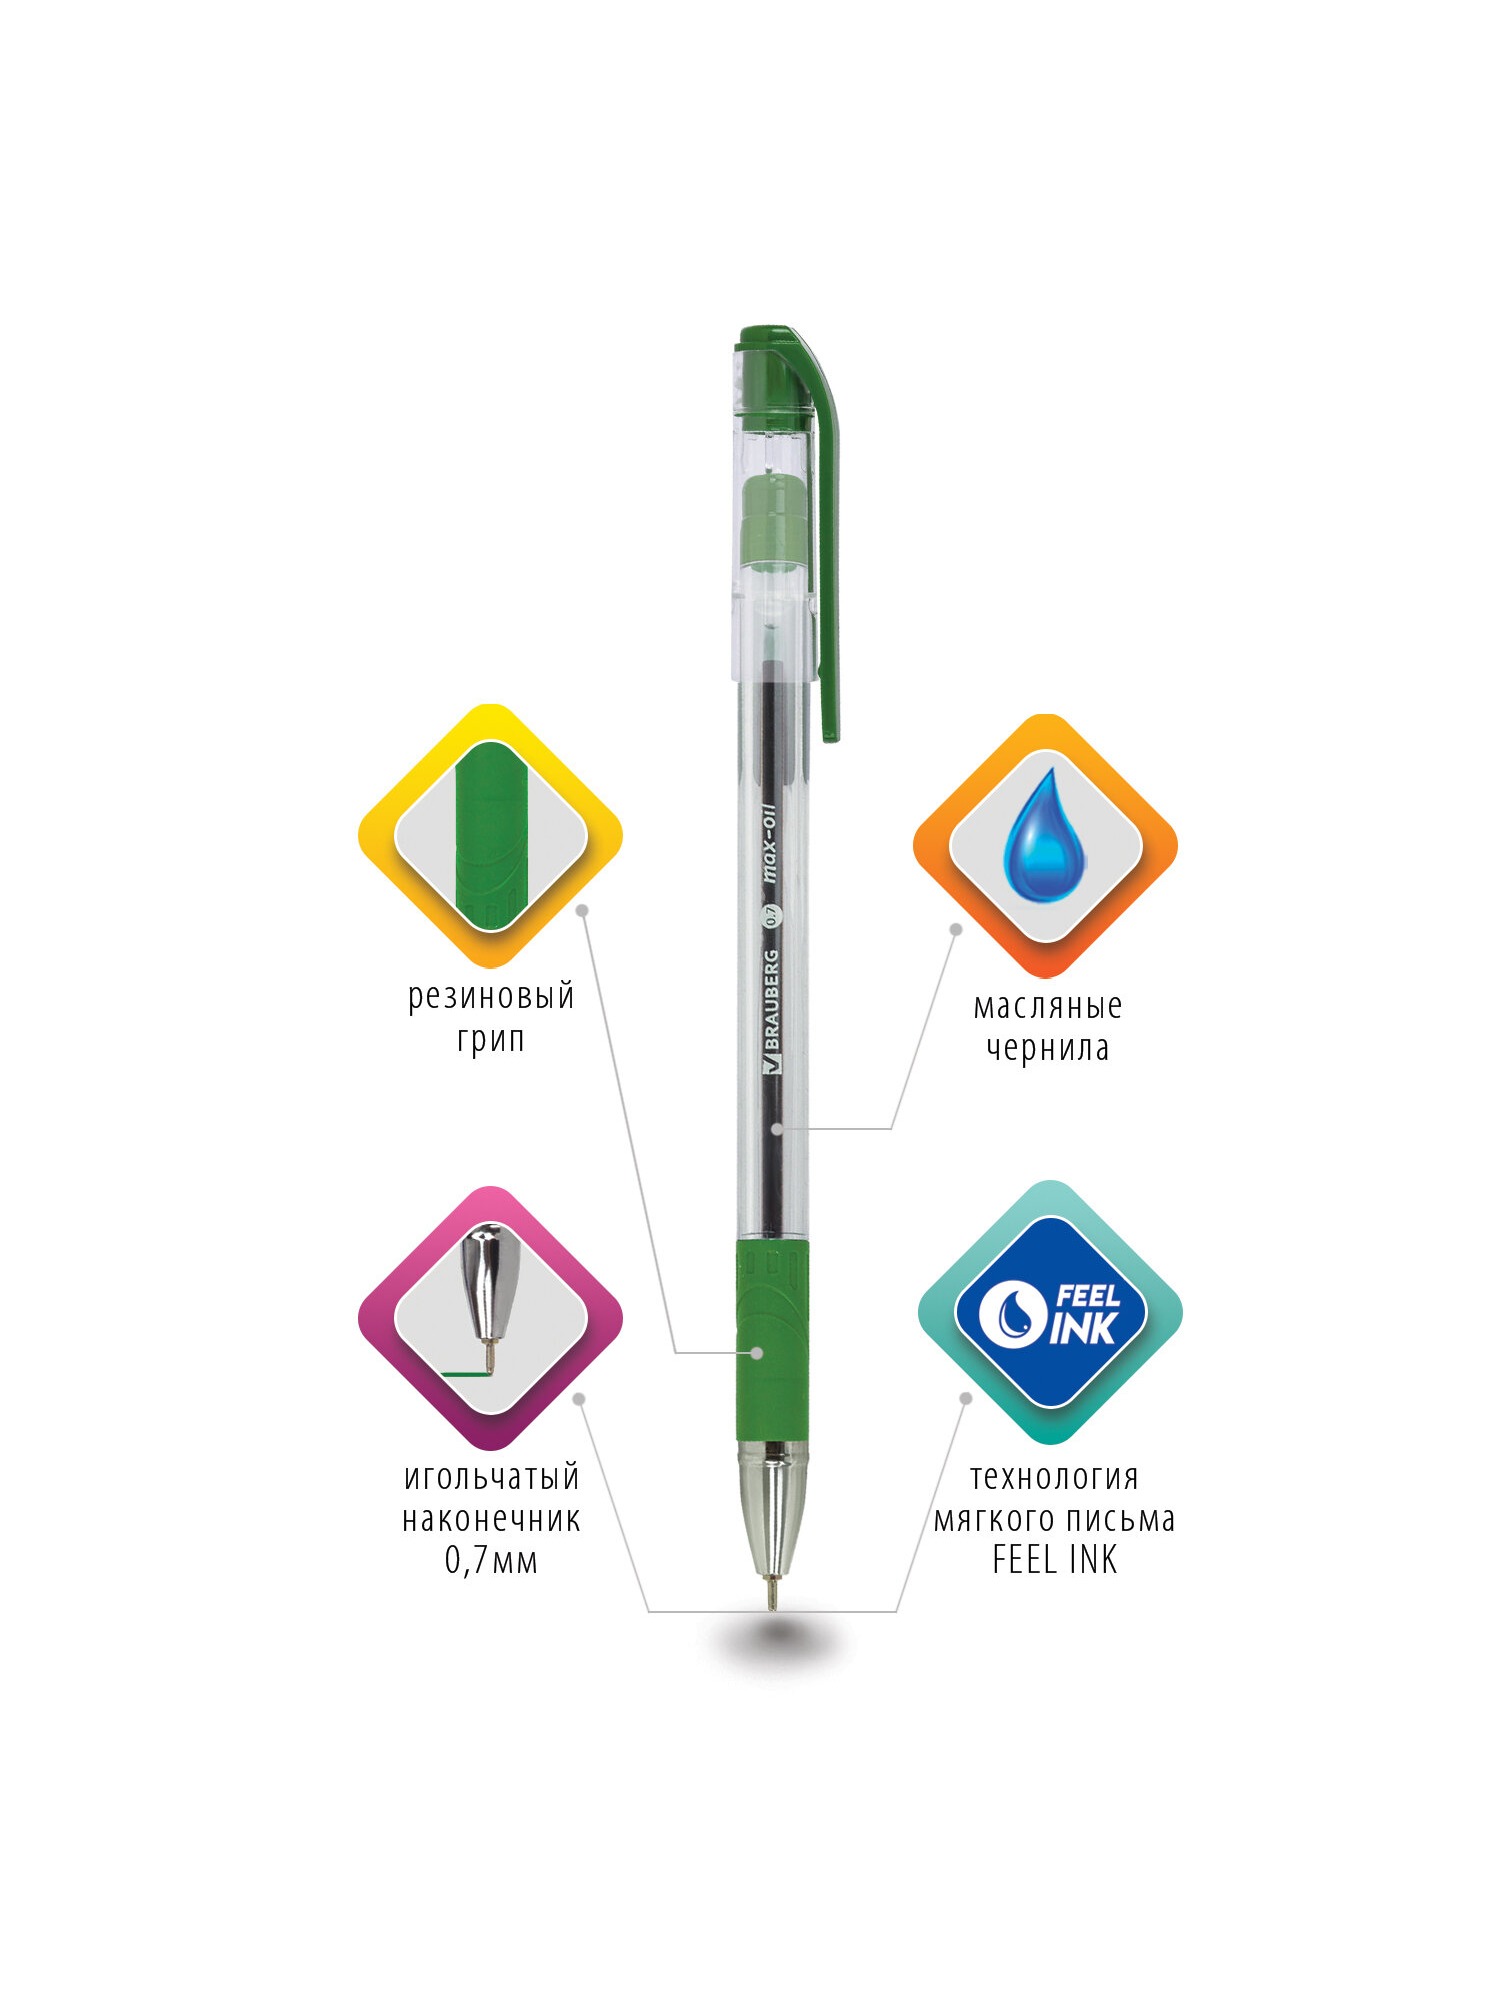 max-oil
0.7
BRAUBERG
резиновый
грип
масляные
чернила
FEEL
INK
игольчатый
наконечник
0,7мм
технология
мягкого письма
FEEL INK